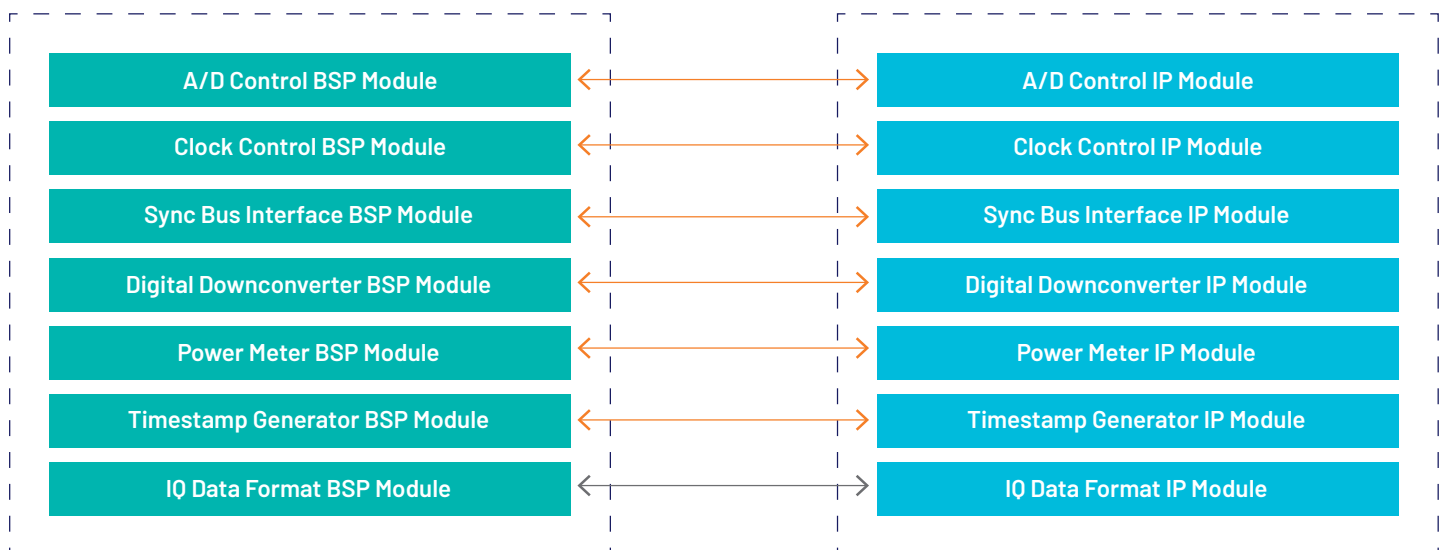 A/D Control BSP Module
A/D Control IP Module
Clock Control BSP Module
Clock Control IP Module
Sync Bus Interface BSP Module
Sync Bus Interface IP Module
Digital Downconverter BSP Module
Digital Downconverter IP Module
Power Meter BSP Module
Power Meter IP Module
Timestamp Generator BSP Module
Timestamp Generator IP Module
IQ Data Format BSP Module
IQ Data Format IP Module